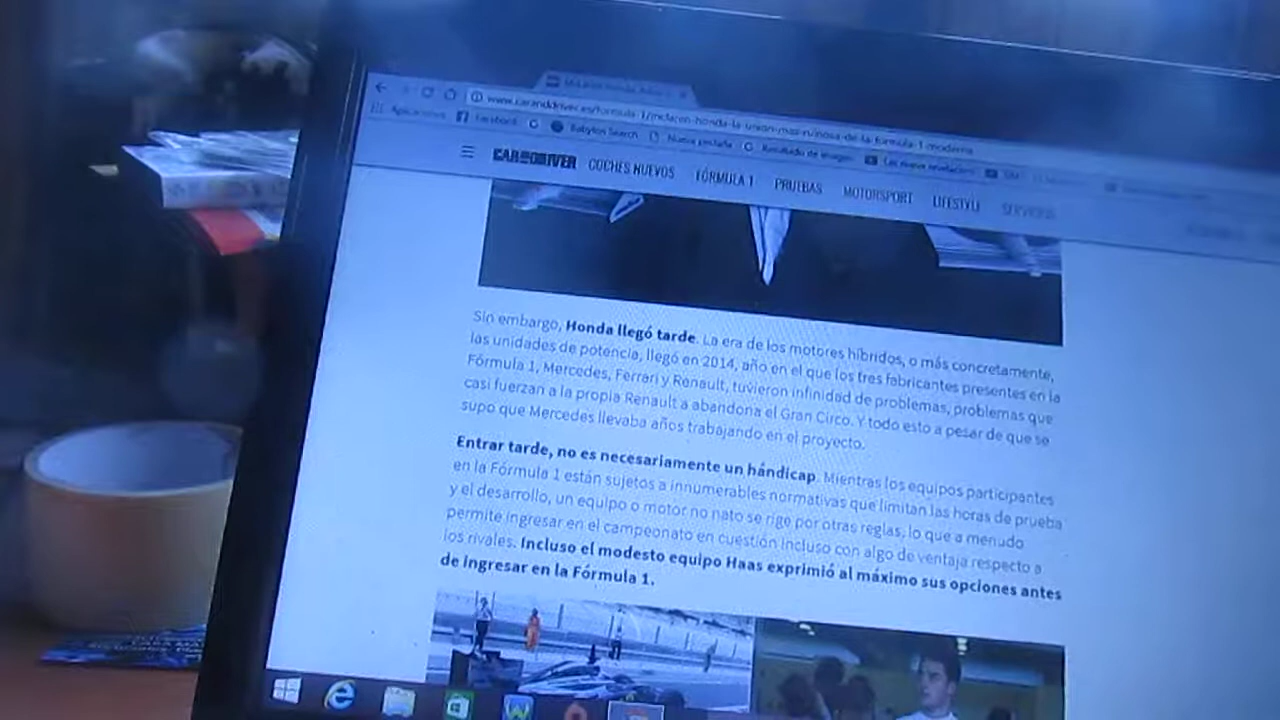 www.caranddriver.es/formula-1/mclaren-honda-la-union-mas-ruinosa-de-la-formula-1-moderna
Aplicaciones Facebook G Babylon Search Nueva pestaña Resultado de imagen
CAR AND DRIVER COCHES NUEVOS FÓRMULA 1 PRUEBAS MOTORSPORT LIFESTYLE SERVICIOS
Sin embargo, Honda llegó tarde. La era de los motores híbridos, o más concretamente,
las unidades de potencia, llegó en 2014, año en el que los tres fabricantes presentes en la
Fórmula 1, Mercedes, Ferrari y Renault, tuvieron infinidad de problemas, problemas que
casi fuerzan a la propia Renault a abandona el Gran Circo. Y todo esto a pesar de que se
supo que Mercedes llevaba años trabajando en el proyecto.
Entrar tarde, no es necesariamente un hándicap. Mientras los equipos participantes
en la Fórmula 1 están sujetos a innumerables normativas que limitan las horas de prueba
y el desarrollo, un equipo o motor no nato se rige por otras reglas, lo que a menudo
permite ingresar en el campeonato en cuestión incluso con algo de ventaja respecto a
los rivales. Incluso el modesto equipo Haas exprimió al máximo sus opciones antes
de ingresar en la Fórmula 1.